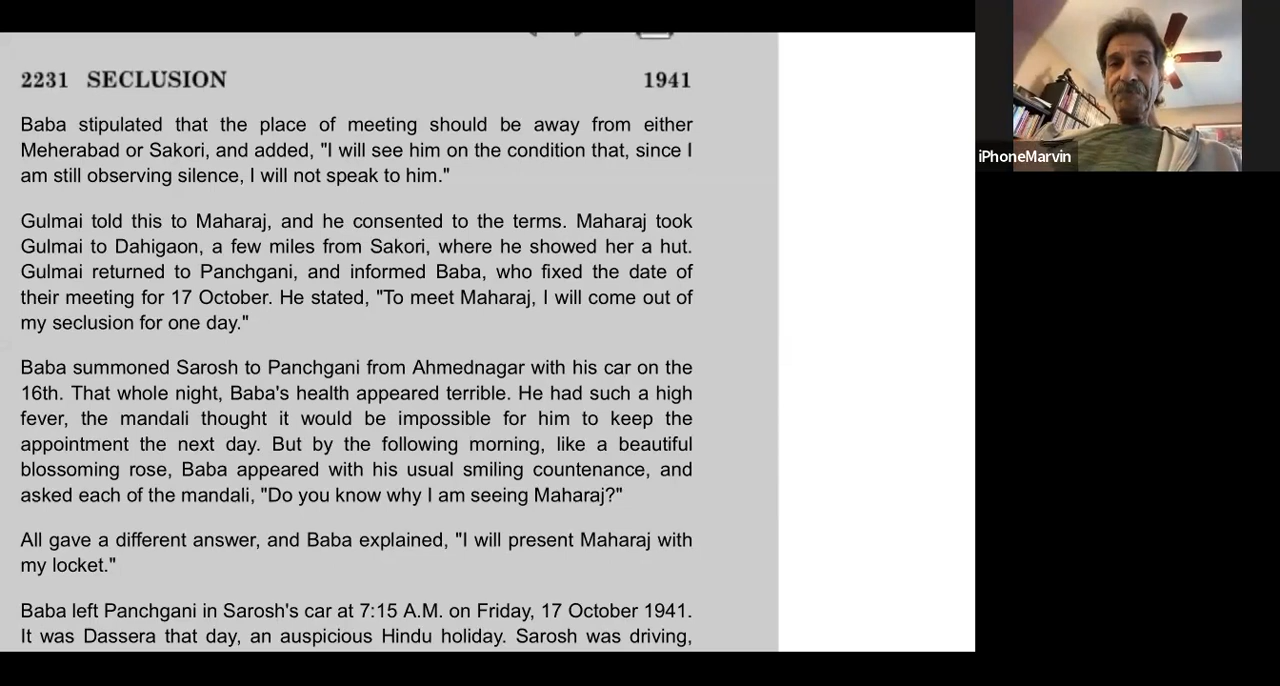 2231 SECLUSION 1941
Baba stipulated that the place of meeting should be away from either
Meherabad or Sakori, and added, "I will see him on the condition that, since I
am still observing silence, I will not speak to him."
Gulmai told this to Maharaj, and he consented to the terms. Maharaj took
Gulmai to Dahigaon, a few miles from Sakori, where he showed her a hut.
Gulmai returned to Panchgani, and informed Baba, who fixed the date of
their meeting for 17 October. He stated, "To meet Maharaj, I will come out of
my seclusion for one day."
Baba summoned Sarosh to Panchgani from Ahmednagar with his car on the
16th. That whole night, Baba's health appeared terrible. He had such a high
fever, the mandali thought it would be impossible for him to keep the
appointment the next day. But by the following morning, like a beautiful
blossoming rose, Baba appeared with his usual smiling countenance, and
asked each of the mandali, "Do you know why I am seeing Maharaj?"
All gave a different answer, and Baba explained, "I will present Maharaj with
my locket."
Baba left Panchgani in Sarosh's car at 7:15 A.M. on Friday, 17 October 1941.
It was Dassera that day, an auspicious Hindu holiday. Sarosh was driving,
iPhoneMarvin